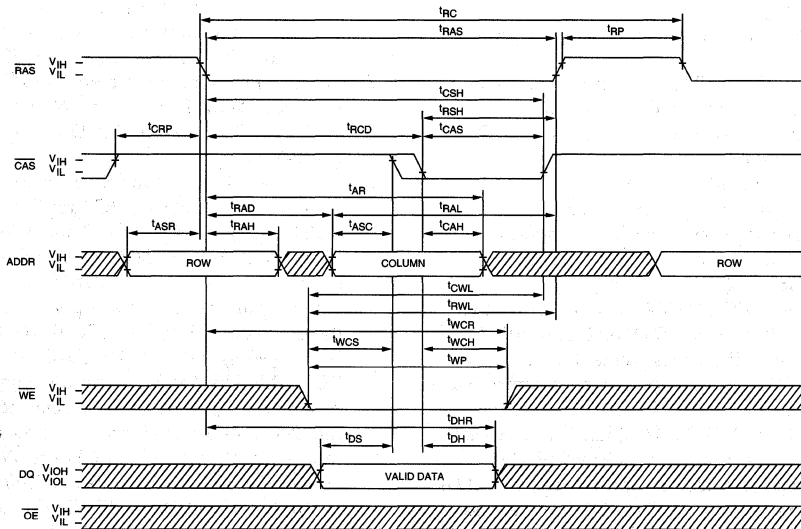 tRC
tRAS
tRP
RAS VIH
VIL
tCSH
tRSH
tCRP tRCD tCAS
CAS VIH
VIL
tAR
tRAD tRAL
tASR tRAH tASC tCAH
ADDR VIH
VIL
ROW COLUMN ROW
tCWL
tRWL
tWCR
tWCS tWCH
tWP
WE VIH
VIL
tDHR
tDS tDH
DQ VIOH
VIOL
VALID DATA
OE VIH
VIL